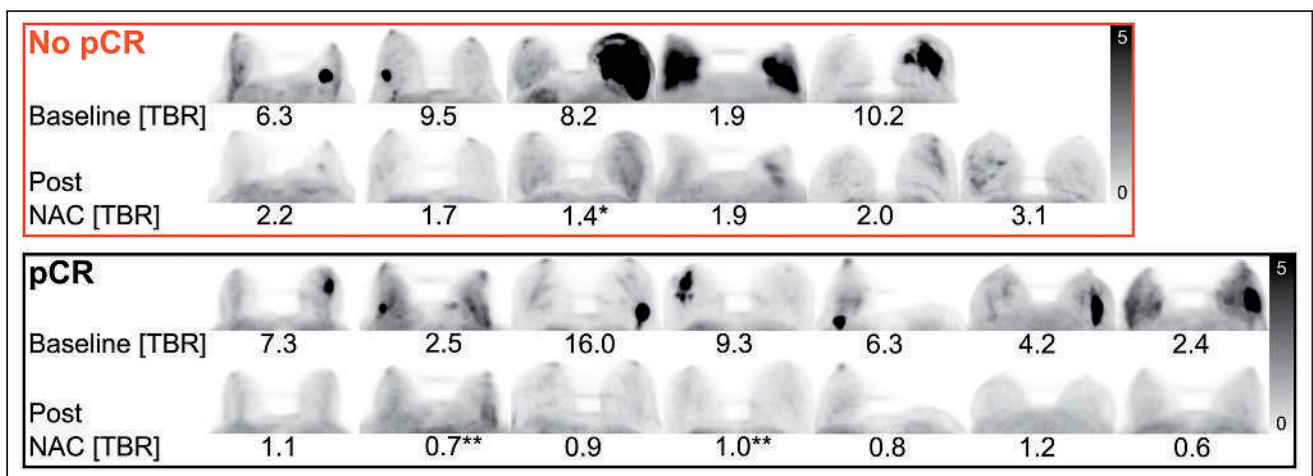 No pCR
5
Baseline [TBR] 6.3 9.5 8.2 1.9 10.2
Post
0
NAC [TBR] 2.2 1.7 1.4* 1.9 2.0 3.1
pCR
5
Baseline [TBR] 7.3 2.5 16.0 9.3 6.3 4.2 2.4
Post
0
NAC [TBR] 1.1 0.7** 0.9 1.0** 0.8 1.2 0.6